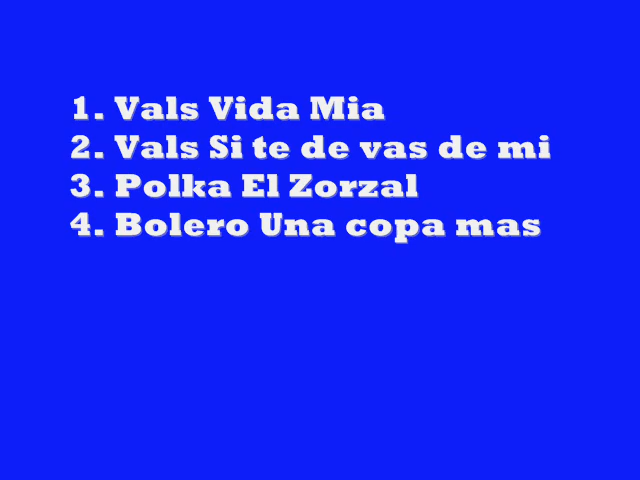 1. Vals Vida Mia
2. Vals Si te de vas de mi
3. Polka El Zorzal
4. Bolero Una copa mas